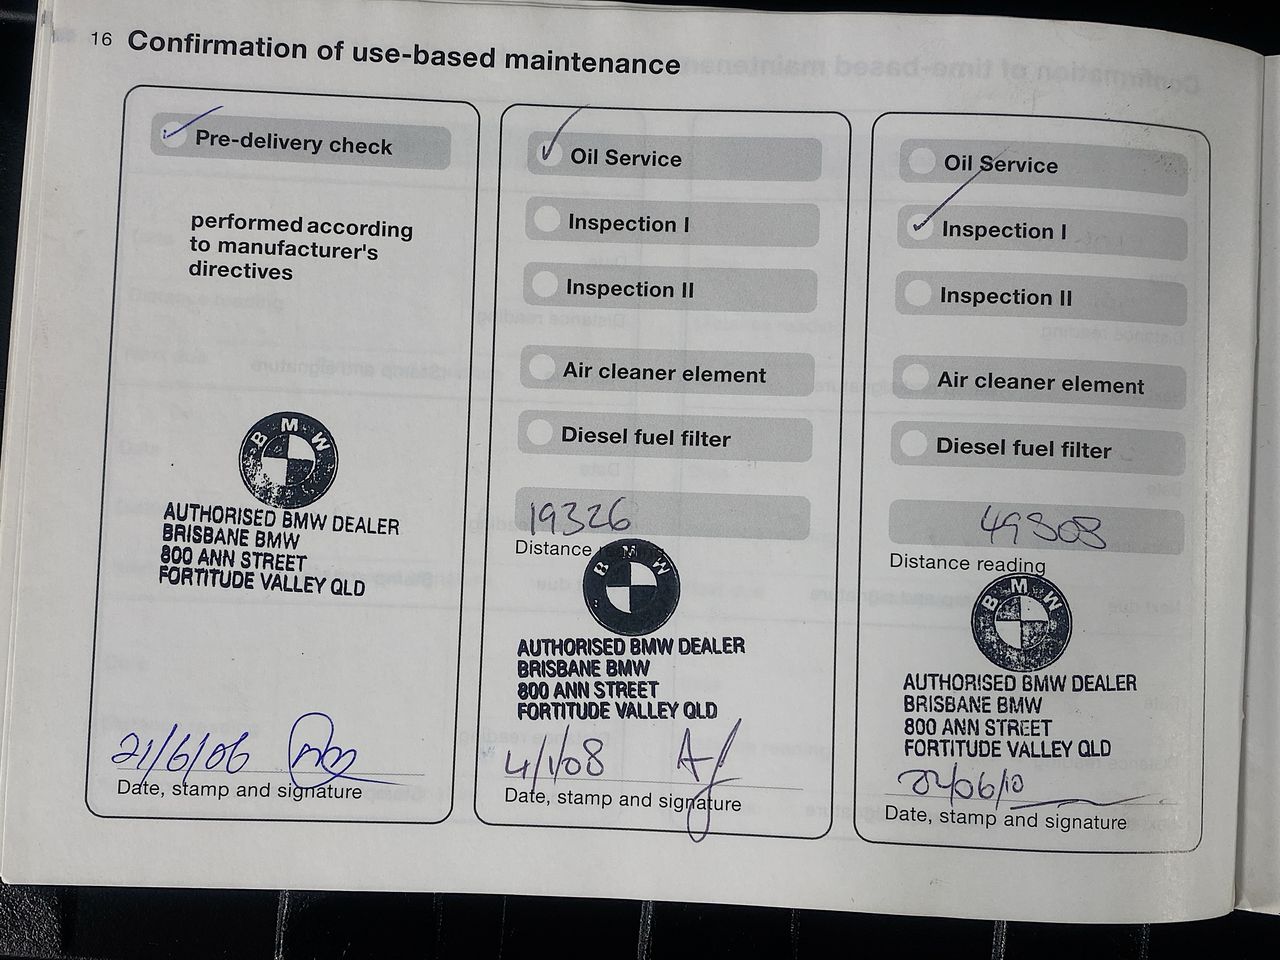 16 Confirmation of use-based maintenance
Pre-delivery check
performed according
to manufacturer's
directives
BMW
AUTHORISED BMW DEALER
BRISBANE BMW
800 ANN STREET
FORTITUDE VALLEY QLD
21/6/06
Date, stamp and signature
Oil Service
Inspection I
Inspection II
Air cleaner element
Diesel fuel filter
19326
Distance reading
BMW
AUTHORISED BMW DEALER
BRISBANE BMW
800 ANN STREET
FORTITUDE VALLEY QLD
4/1/08
Date, stamp and signature
Oil Service
Inspection I
Inspection II
Air cleaner element
Diesel fuel filter
Distance reading
BMW
AUTHORISED BMW DEALER
BRISBANE BMW
800 ANN STREET
FORTITUDE VALLEY QLD
Date, stamp and signature